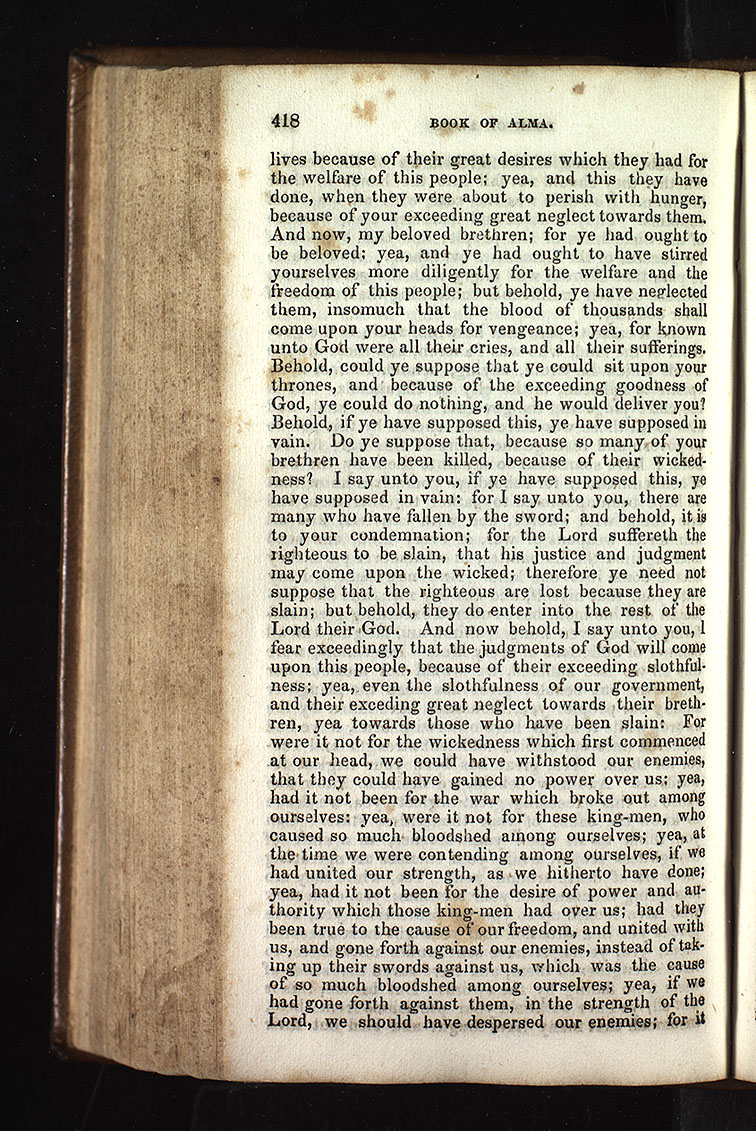 418 BOOK OF ALMA.
lives because of their great desires which they had for
the welfare of this people; yea, and this they have
done, when they were about to perish with hunger,
because of your exceeding great neglect towards them.
And now, my beloved brethren; for ye had ought to
be beloved: yea, and ye had ought to have stirred
yourselves more diligently for the welfare and the
freedom of this people; but behold, ye have neglected
them, insomuch that the blood of thousands shall
come upon your heads for vengeance; yea, for known
unto God were all their cries, and all their sufferings.
Behold, could ye suppose that ye could sit upon your
thrones, and because of the exceeding goodness of
God, ye could do nothing, and he would deliver you?
Behold, if ye have supposed this, ye have supposed in
vain. Do ye suppose that, because so many of your
brethren have been killed, because of their wicked-
ness? I say unto you, if ye have supposed this, ye
have supposed in vain: for I say unto you, there are
many who have fallen by the sword; and behold, it is
to your condemnation; for the Lord suffereth the
righteous to be slain, that his justice and judgment
may come upon the wicked; therefore ye need not
suppose that the righteous are lost because they are
slain; but behold, they do enter into the rest of the
Lord their God. And now behold, I say unto you, I
fear exceedingly that the judgments of God will come
upon this people, because of their exceeding slothful-
ness; yea, even the slothfulness of our government,
and their exceding great neglect towards their breth-
ren, yea towards those who have been slain: For
were it not for the wickedness which first commenced
at our head, we could have withstood our enemies,
that they could have gained no power over us; yea,
had it not been for the war which broke out among
ourselves: yea, were it not for these king-men, who
caused so much bloodshed among ourselves; yea, at
the time we were contending among ourselves, if we
had united our strength, as we hitherto have done;
yea, had it not been for the desire of power and au-
thority which those king-men had over us; had they
been true to the cause of our freedom, and united with
us, and gone forth against our enemies, instead of tak-
ing up their swords against us, which was the cause
of so much bloodshed among ourselves; yea, if we
had gone forth against them, in the strength of the
Lord, we should have despersed our enemies; for it